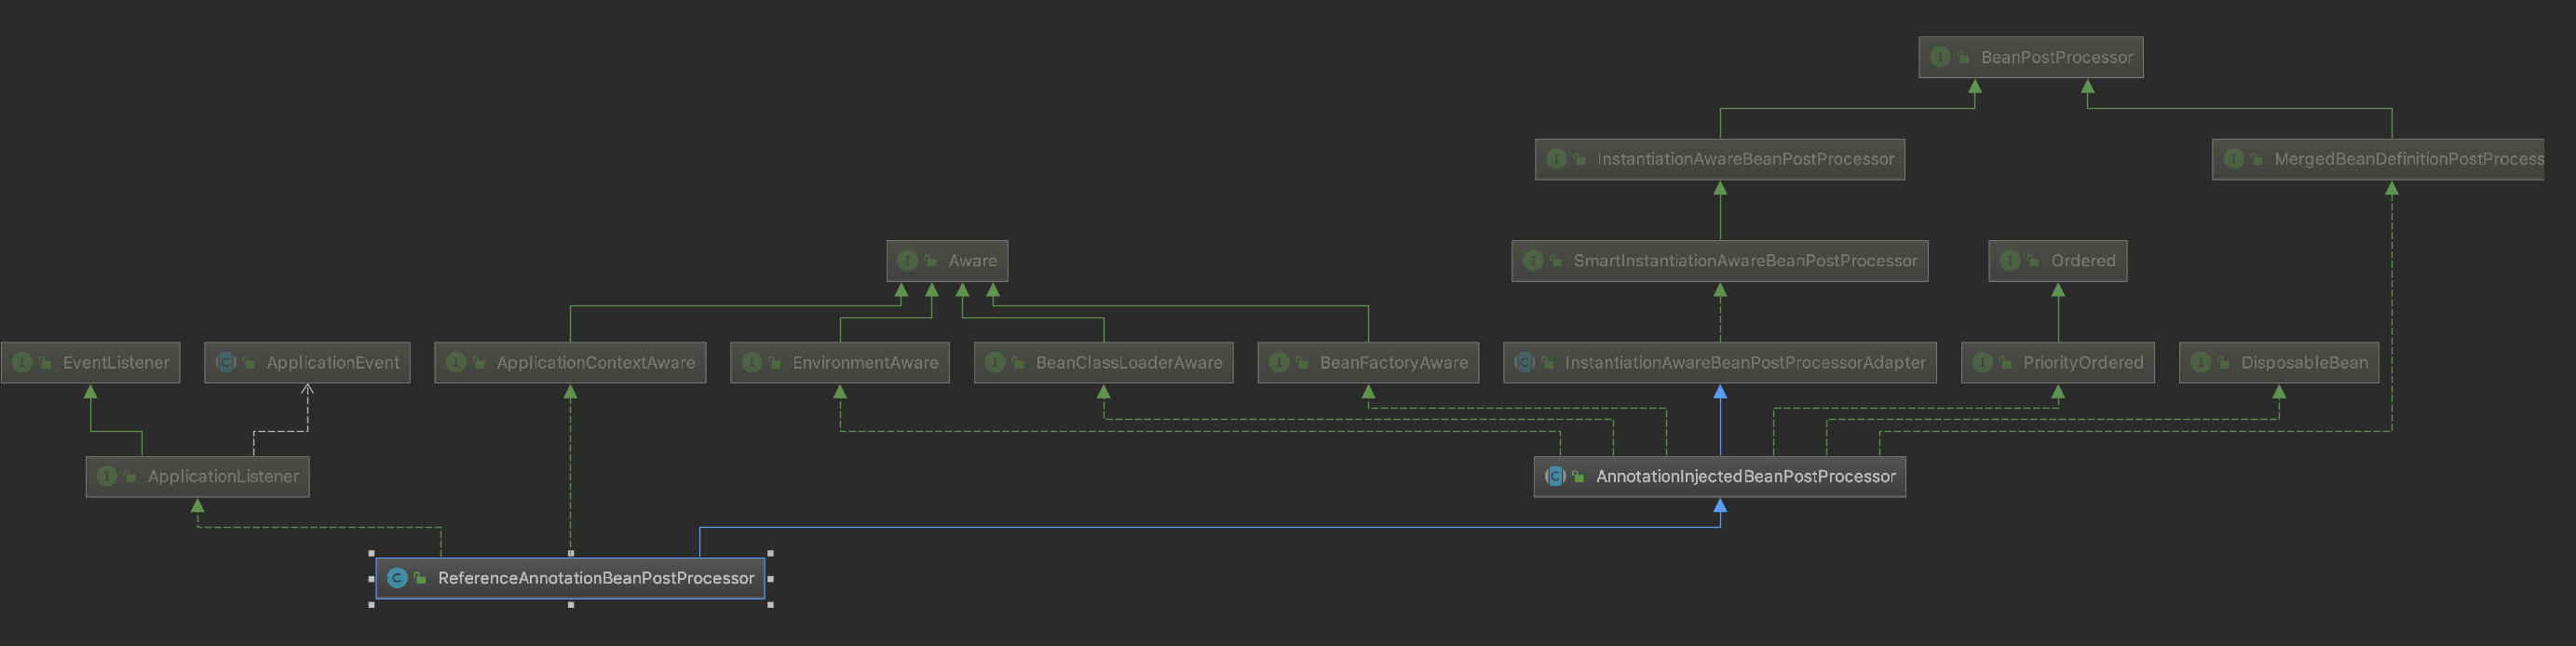 BeanPostProcessor
InstantiationAwareBeanPostProcessor
MergedBeanDefinitionPostProcess
Aware
SmartInstantiationAwareBeanPostProcessor
Ordered
EventListener
ApplicationEvent
ApplicationContextAware
EnvironmentAware
BeanClassLoaderAware
BeanFactoryAware
InstantiationAwareBeanPostProcessorAdapter
PriorityOrdered
DisposableBean
ApplicationListener
AnnotationInjectedBeanPostProcessor
ReferenceAnnotationBeanPostProcessor